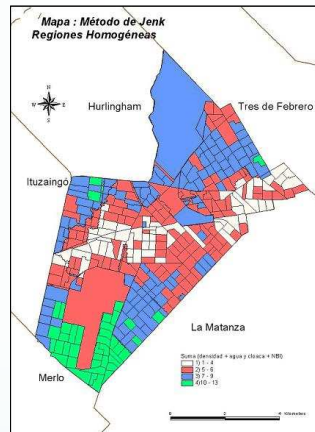 Mapa : Método de Jenk
Regiones Homogéneas
N
Hurlingham
Tres de Febrero
Ituzaingó
La Matanza
Merlo
Suma (densidad + agua y cloaca + NBI)
1) 1 - 4
2) 5 - 6
3) 7 - 9
4)10 - 13